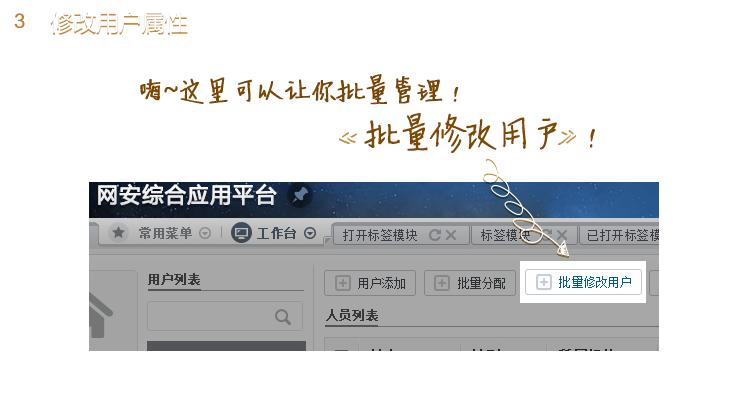 3 修改用户属性
嗨~这里可以让你批量管理！
《批量修改用户》！
网安综合应用平台
常用菜单 工作台 打开标签模块 标签模块 已打开标签模
用户列表 用户添加 批量分配 批量修改用户
人员列表